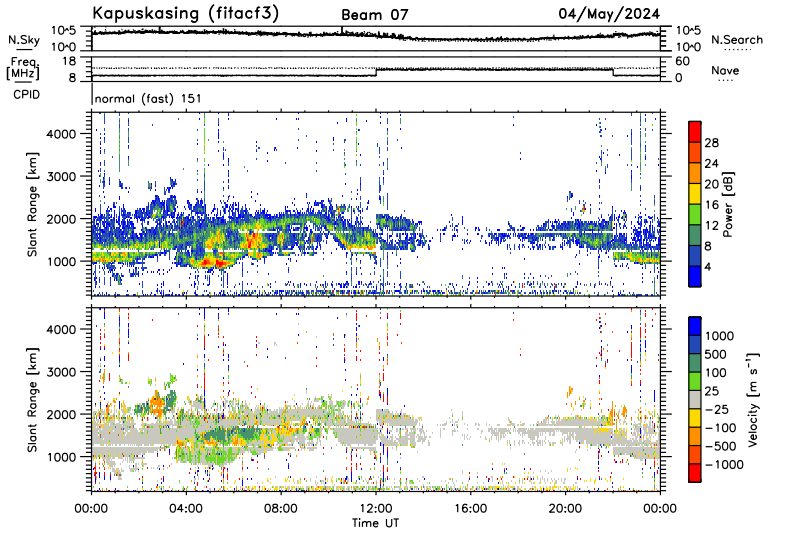 Kapuskasing (fitacf3) Beam 07 04/May/2024
N.Sky 10^5 10^0 10^5 10^0 N.Search
Freq. [MHz] 18 8 60 0 Nave
CPID normal (fast) 151
Slant Range [km] 4000 3000 2000 1000
28 24 20 16 12 8 4 Power [dB]
Slant Range [km] 4000 3000 2000 1000
1000 500 100 25 −25 −100 −500 −1000 Velocity [m s⁻¹]
00:00 04:00 08:00 12:00 16:00 20:00 00:00
Time UT